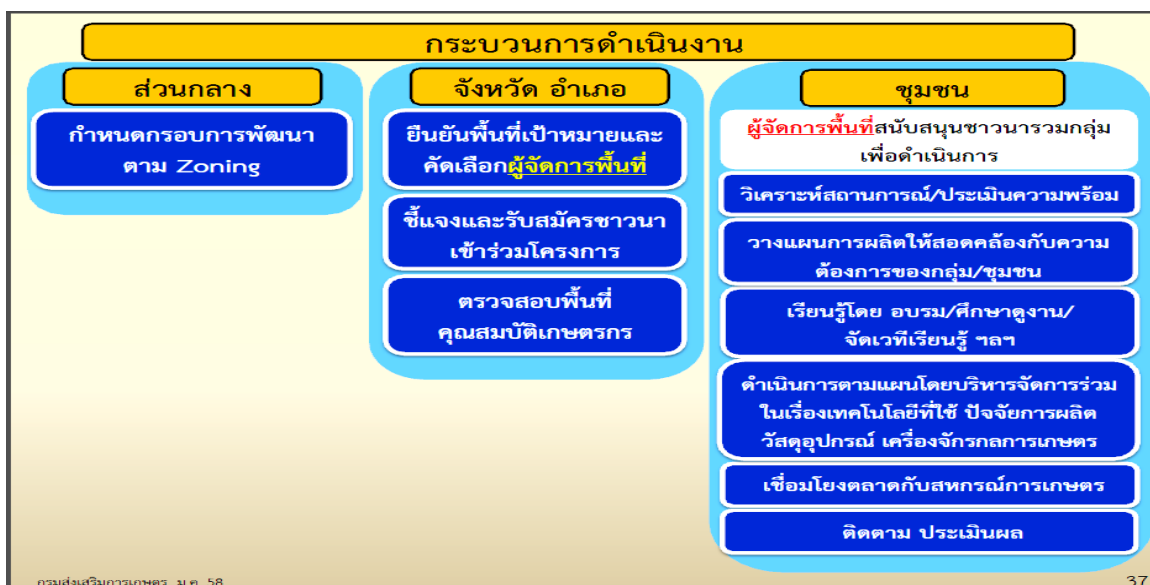 กระบวนการดำเนินงาน
ส่วนกลาง
กำหนดกรอบการพัฒนา
ตาม Zoning
จังหวัด อำเภอ
ยืนยันพื้นที่เป้าหมายและ
คัดเลือกผู้จัดการพื้นที่
ชี้แจงและรับสมัครชาวนา
เข้าร่วมโครงการ
ตรวจสอบพื้นที่
คุณสมบัติเกษตรกร
ชุมชน
ผู้จัดการพื้นที่สนับสนุนชาวนารวมกลุ่ม
เพื่อดำเนินการ
วิเคราะห์สถานการณ์/ประเมินความพร้อม
วางแผนการผลิตให้สอดคล้องกับความ
ต้องการของกลุ่ม/ชุมชน
เรียนรู้โดย อบรม/ศึกษาดูงาน/
จัดเวทีเรียนรู้ ฯลฯ
ดำเนินการตามแผนโดยบริหารจัดการร่วม
ในเรื่องเทคโนโลยีที่ใช้ ปัจจัยการผลิต
วัสดุอุปกรณ์ เครื่องจักรกลการเกษตร
เชื่อมโยงตลาดกับสหกรณ์การเกษตร
ติดตาม ประเมินผล
กรมส่งเสริมการเกษตร ม.ค. 58
37